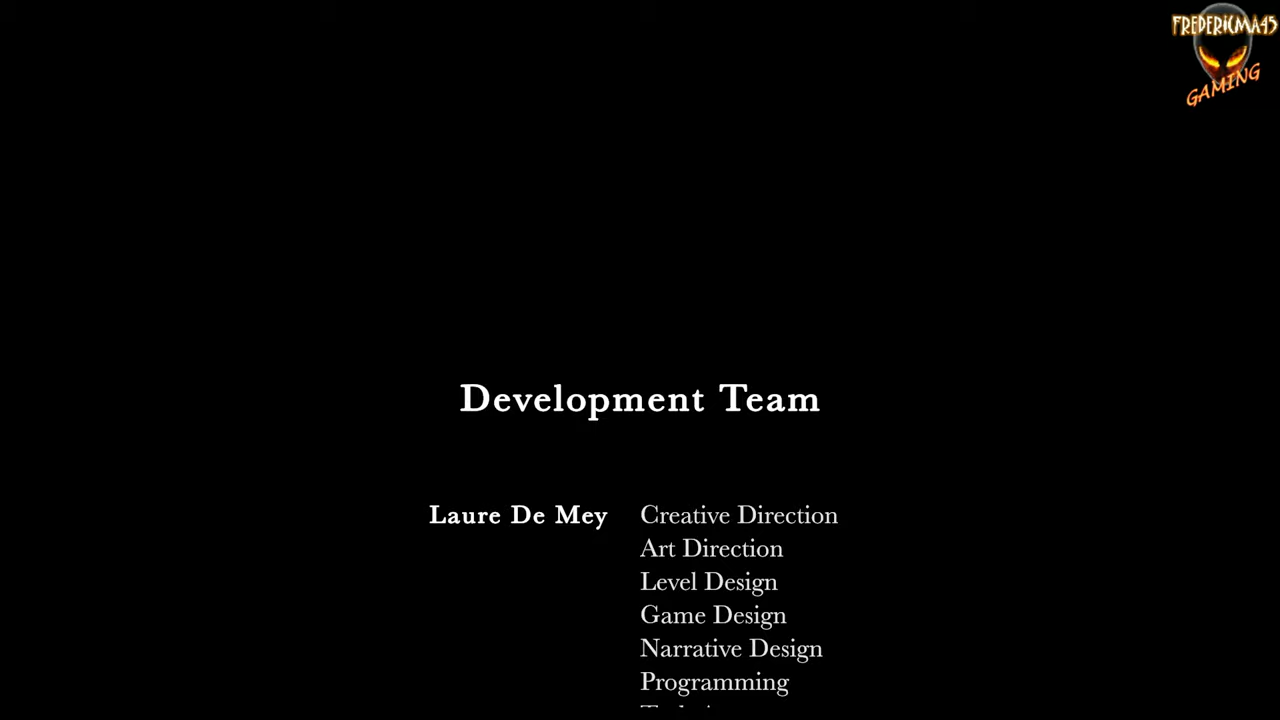 FREDERICMA45
GAMING
Development Team
Laure De Mey Creative Direction
Art Direction
Level Design
Game Design
Narrative Design
Programming